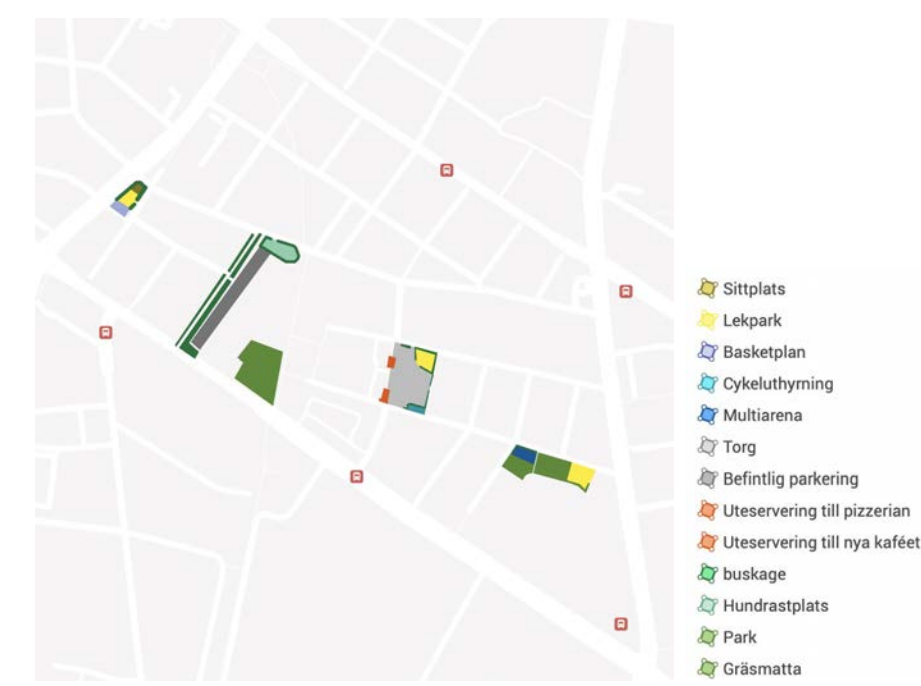 Sittplats
Lekpark
Basketplan
Cykeluthyrning
Multiarena
Torg
Befintlig parkering
Uteservering till pizzerian
Uteservering till nya kaféet
buskage
Hundrastplats
Park
Gräsmatta